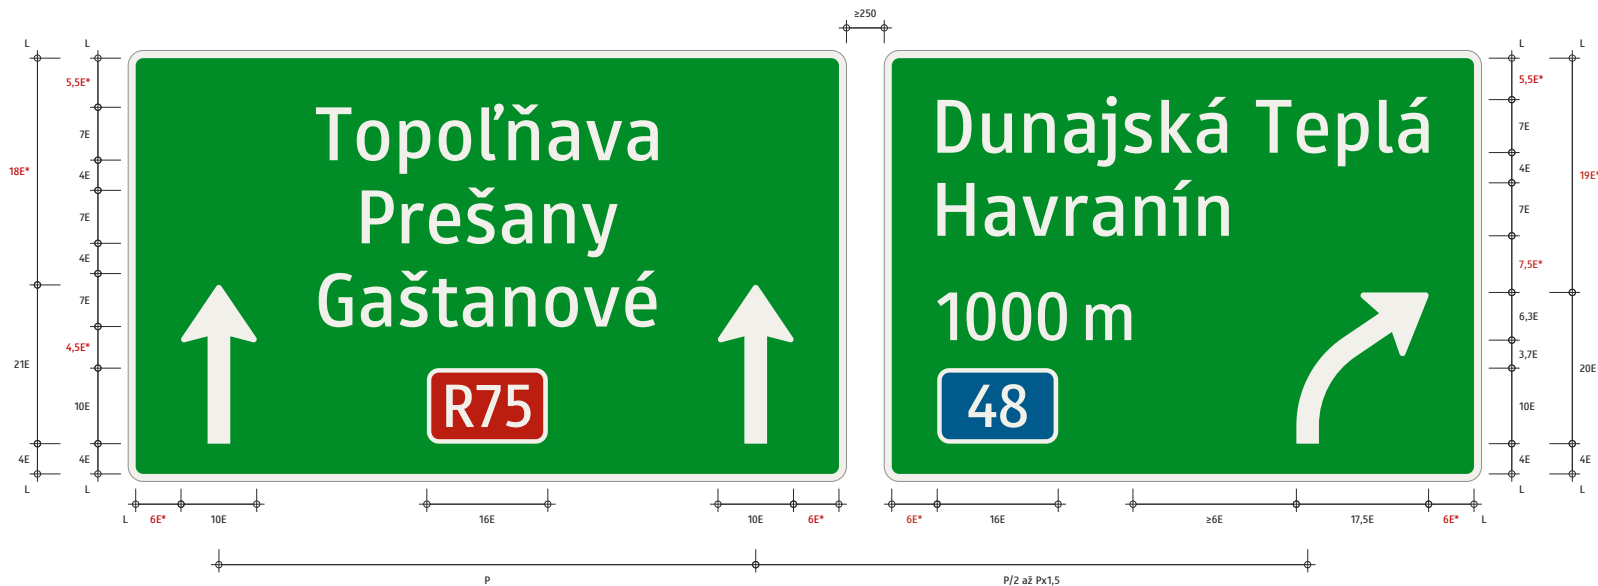 ≥250
L
L
18E*
21E
4E
L
L
5,5E*
7E
4E
7E
4E
7E
4,5E*
10E
4E
L
Topoľňava
Prešany
Gaštanové
R75
Dunajská Teplá
Havranín
1000 m
48
L
5,5E*
7E
4E
7E
7,5E*
6,3E
3,7E
10E
4E
L
L
19E*
20E
4E
L
L 6E* 10E 16E 10E 6E* 6E* 16E ≥6E 17,5E 6E* L
P P/2 až Px1,5